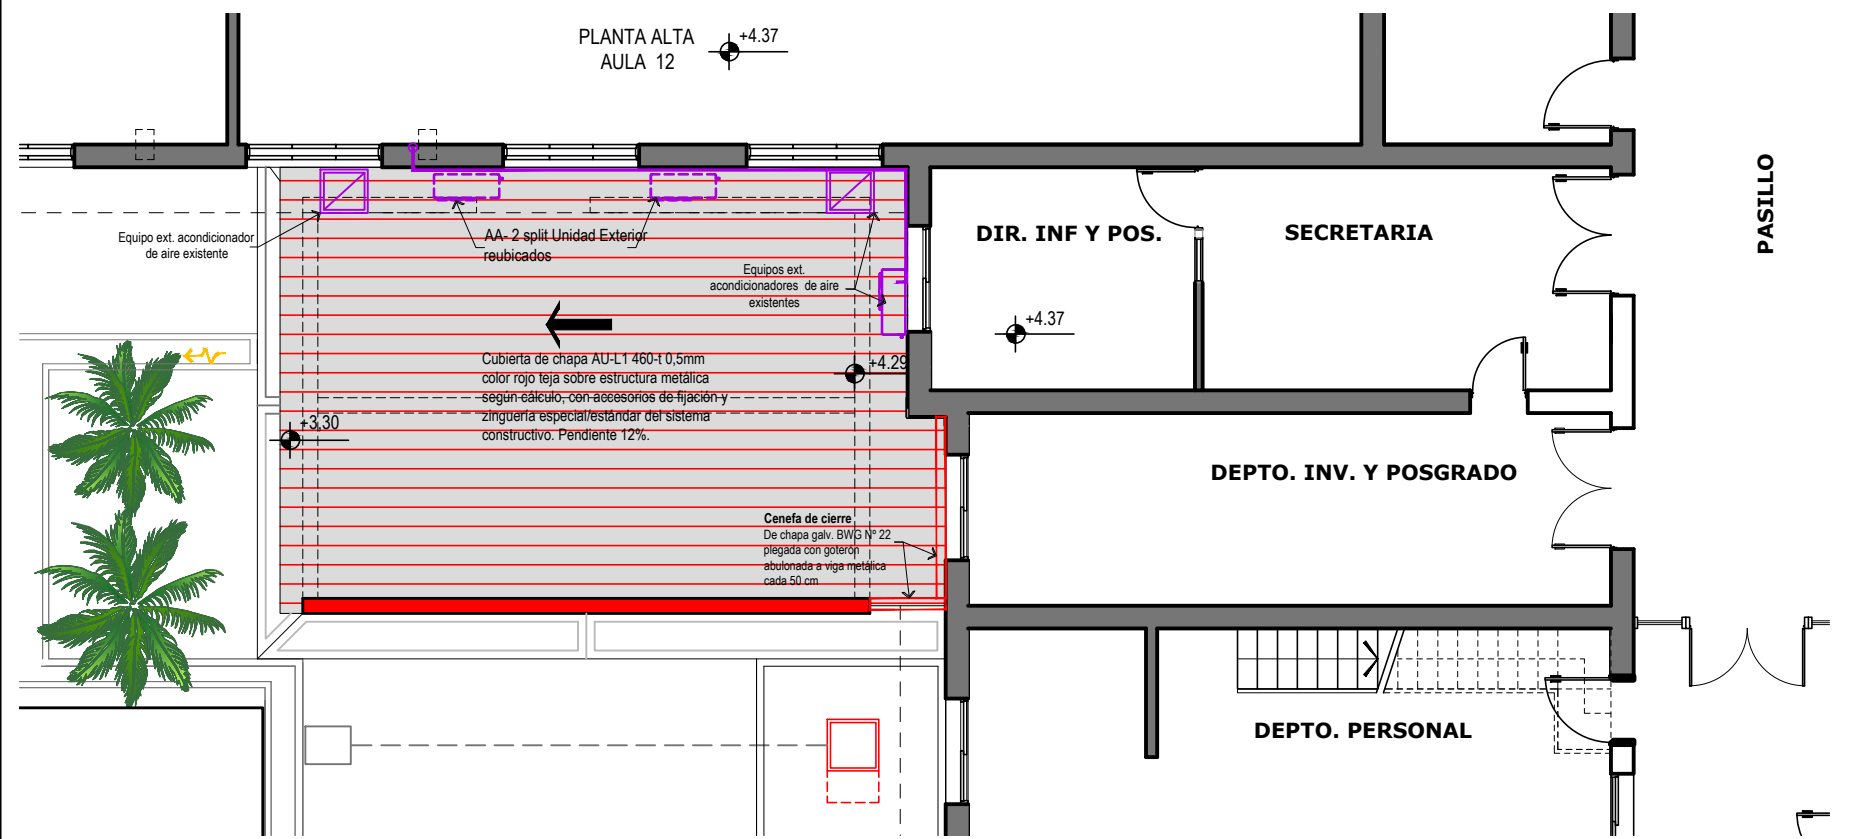 PLANTA ALTA
AULA 12
+4.37
PASILLO
DIR. INF Y POS.
SECRETARIA
Equipo ext. acondicionador
de aire existente
AA- 2 split Unidad Exterior
reubicados
Equipos ext.
acondicionadores de aire
existentes
+4.37
Cubierta de chapa AU-L1 460-t 0,5mm
color rojo teja sobre estructura metálica
según cálculo, con accesorios de fijación y
zinguería especial/estándar del sistema
constructivo. Pendiente 12%.
+4.29
+3.30
DEPTO. INV. Y POSGRADO
Cenefa de cierre
De chapa galv. BWG Nº 22
plegada con goterón
abulonada a viga metálica
cada 50 cm
DEPTO. PERSONAL